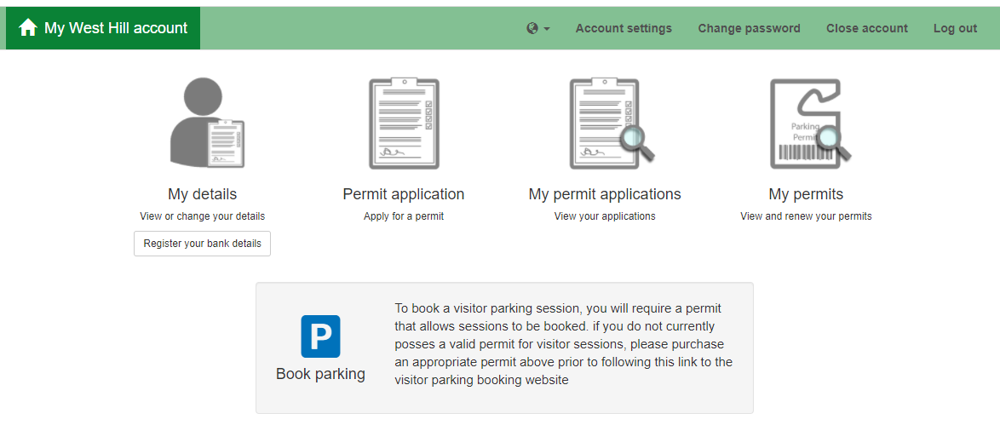 My West Hill account
Account settings
Change password
Close account
Log out
Parking
Permit
My details
Permit application
My permit applications
My permits
View or change your details
Apply for a permit
View your applications
View and renew your permits
Register your bank details
P
Book parking
To book a visitor parking session, you will require a permit
that allows sessions to be booked. if you do not currently
posses a valid permit for visitor sessions, please purchase
an appropriate permit above prior to following this link to the
visitor parking booking website